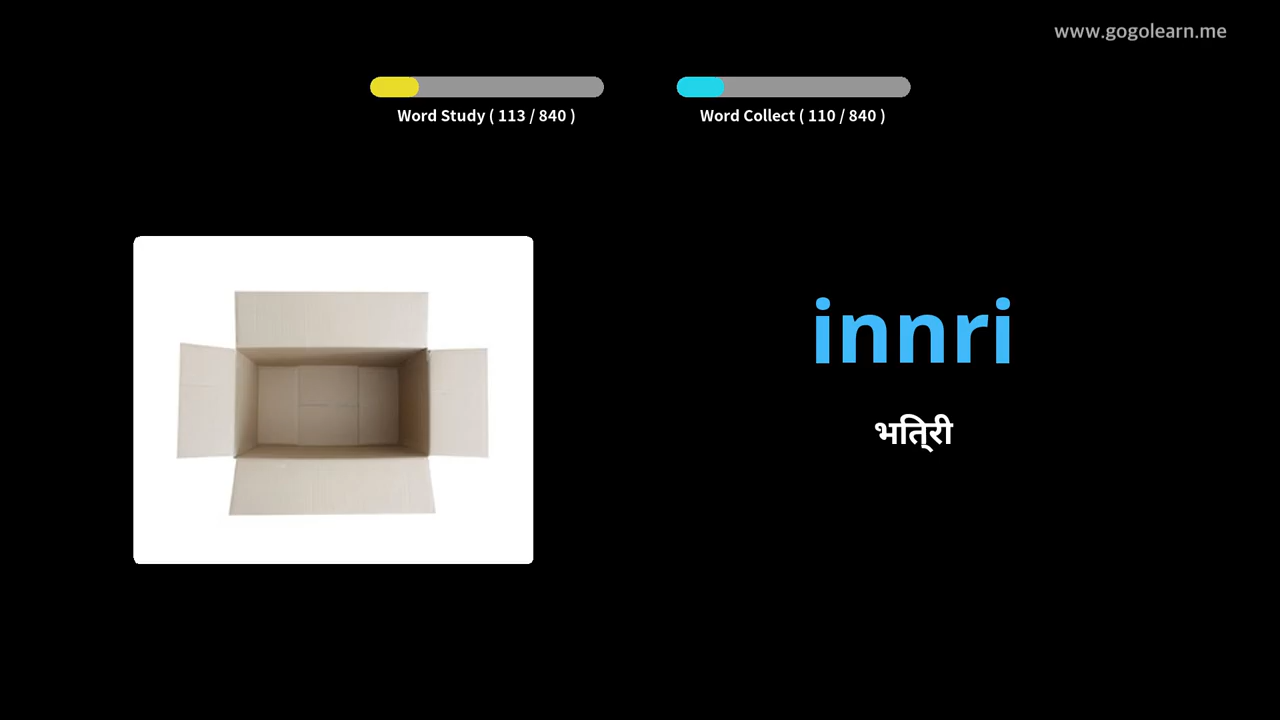 www.gogolearn.me
Word Study ( 113 / 840 )
Word Collect ( 110 / 840 )
innri
भित्री